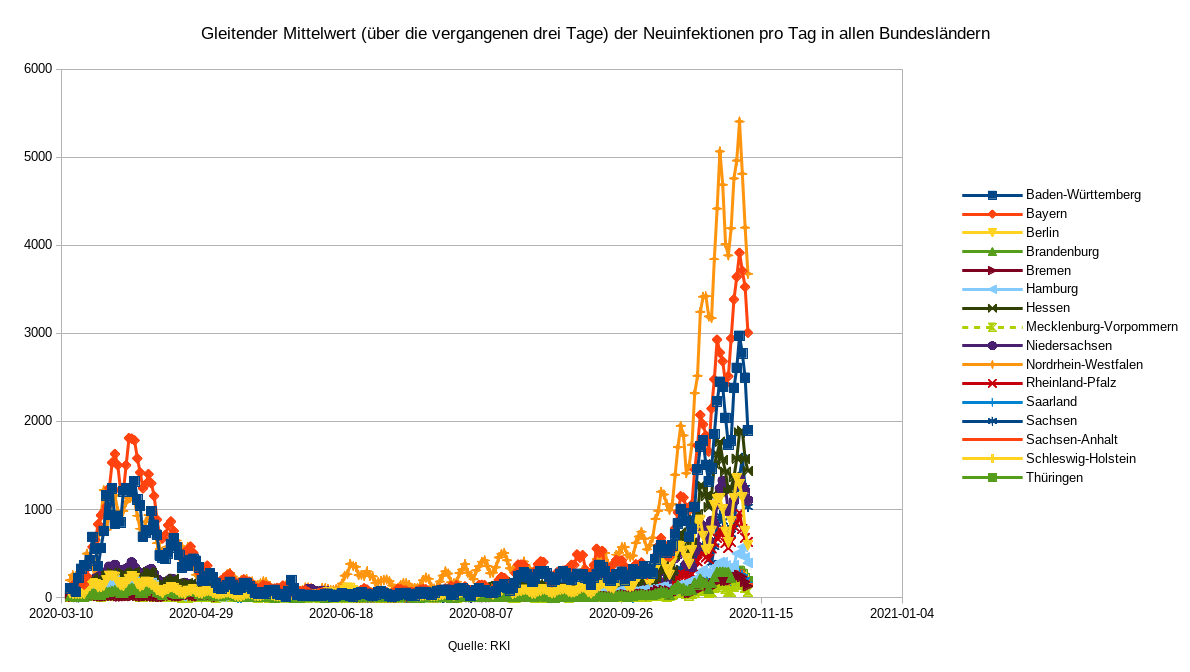 Gleitender Mittelwert (über die vergangenen drei Tage) der Neuinfektionen pro Tag in allen Bundesländern
6000
5000
4000
3000
2000
1000
0
2020-03-10
2020-04-29
2020-06-18
2020-08-07
2020-09-26
2020-11-15
2021-01-04
Quelle: RKI
Baden-Württemberg
Bayern
Berlin
Brandenburg
Bremen
Hamburg
Hessen
Mecklenburg-Vorpommern
Niedersachsen
Nordrhein-Westfalen
Rheinland-Pfalz
Saarland
Sachsen
Sachsen-Anhalt
Schleswig-Holstein
Thüringen